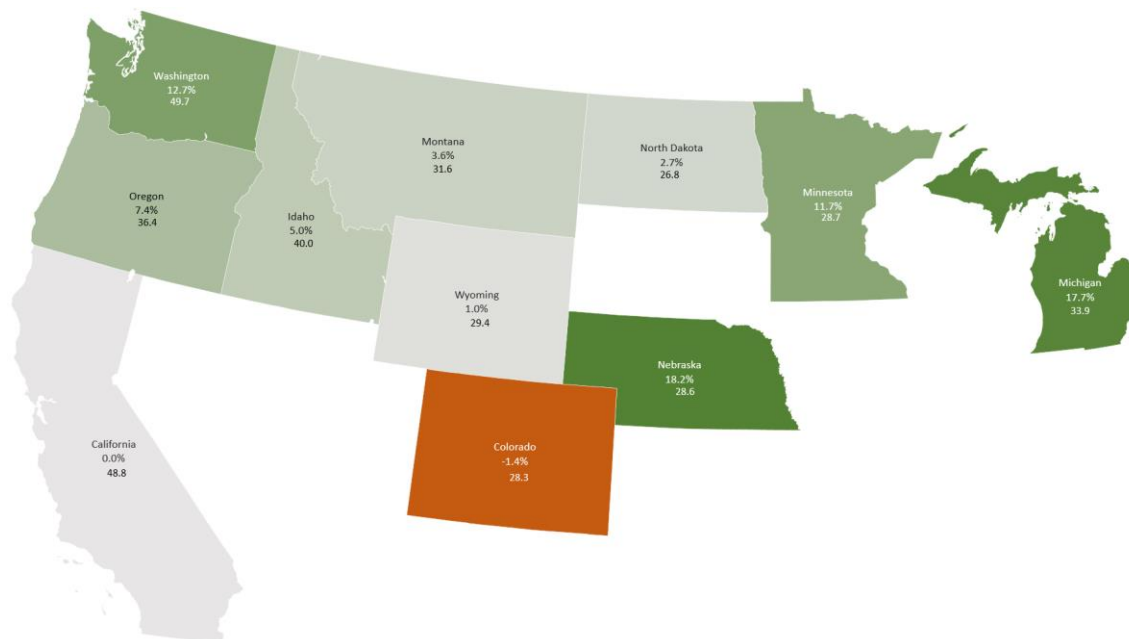 Washington
12.7%
49.7
Montana
3.6%
31.6
North Dakota
2.7%
26.8
Minnesota
11.7%
28.7
Oregon
7.4%
36.4
Idaho
5.0%
40.0
Wyoming
1.0%
29.4
Michigan
17.7%
33.9
Nebraska
18.2%
28.6
California
0.0%
48.8
Colorado
-1.4%
28.3